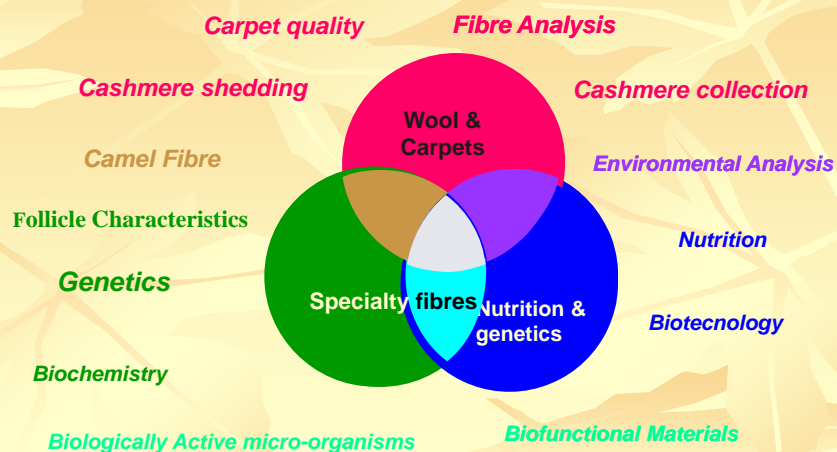 Carpet quality
Fibre Analysis
Cashmere shedding
Cashmere collection
Wool &
Carpets
Camel Fibre
Environmental Analysis
Follicle Characteristics
Nutrition
Genetics
Specialty fibres
Nutrition &
genetics
Biotecnology
Biochemistry
Biologically Active micro-organisms
Biofunctional Materials